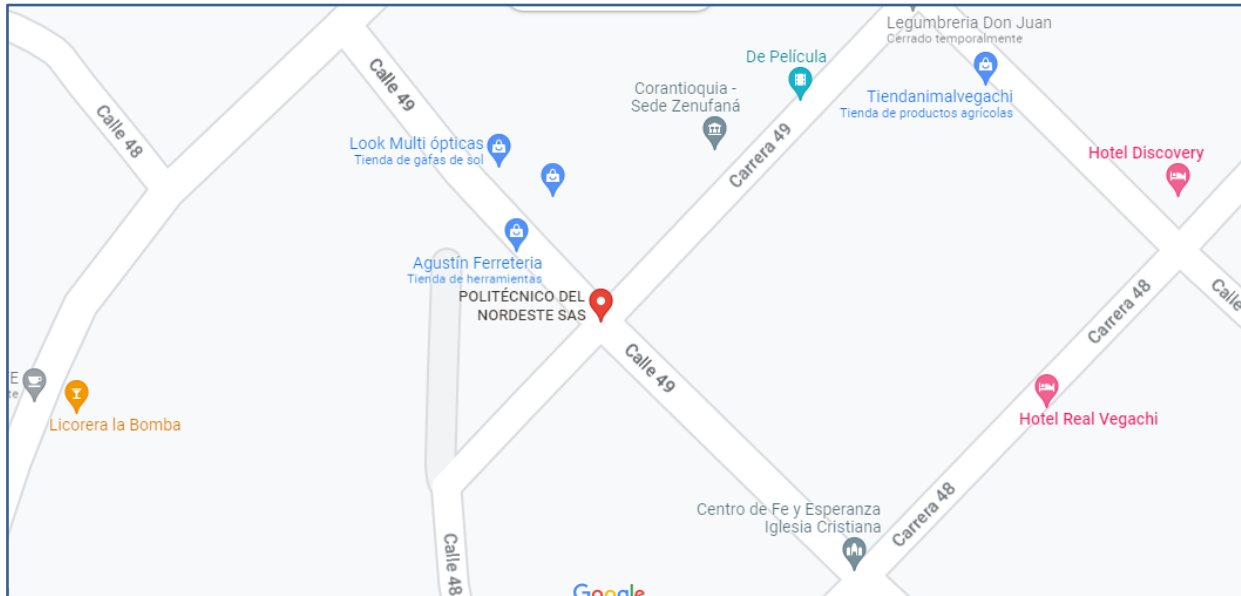 Legumbreria Don Juan
Cerrado temporalmente
De Película
Calle 49
Corantioquia -
Sede Zenufaná
Tiendanimalvegachi
Tienda de productos agrícolas
Calle 48
Look Multi ópticas
Tienda de gafas de sol
Carrera 49
Hotel Discovery
Agustín Ferreteria
Tienda de herramientas
POLITÉCNICO DEL
NORDESTE SAS
Calle
Carrera 48
Calle 49
E
te
Licorera la Bomba
Hotel Real Vegachi
Centro de Fe y Esperanza
Iglesia Cristiana
Carrera 48
Calle 48
Google